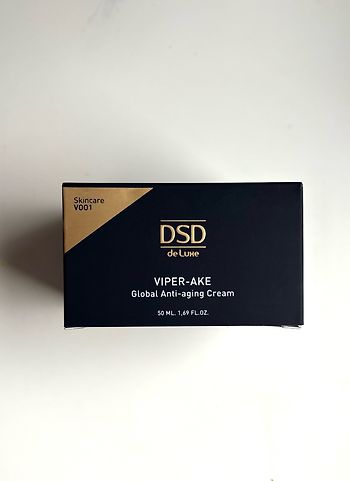 Skincare
V001
DSD
de Luxe
VIPER-AKE
Global Anti-aging Cream
50 ML. 1,69 FL.OZ.